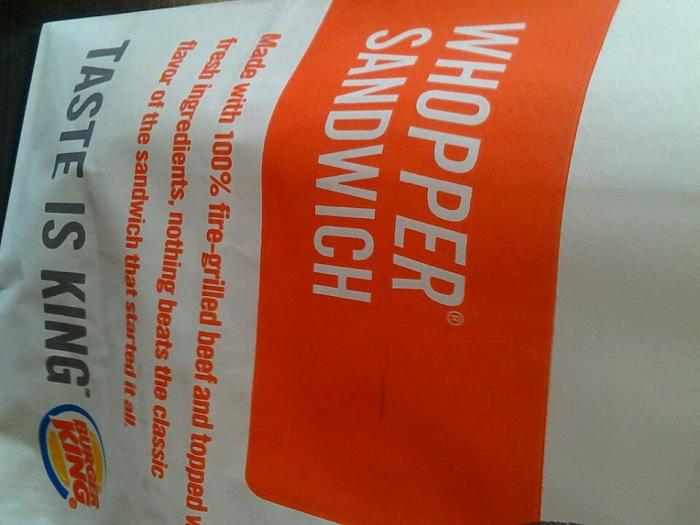 WHOPPER®
SANDWICH
Made with 100% fire-grilled beef and topped
fresh ingredients, nothing beats the classic
flavor of the sandwich that started it all.
TASTE IS KING™
BURGER
KING®